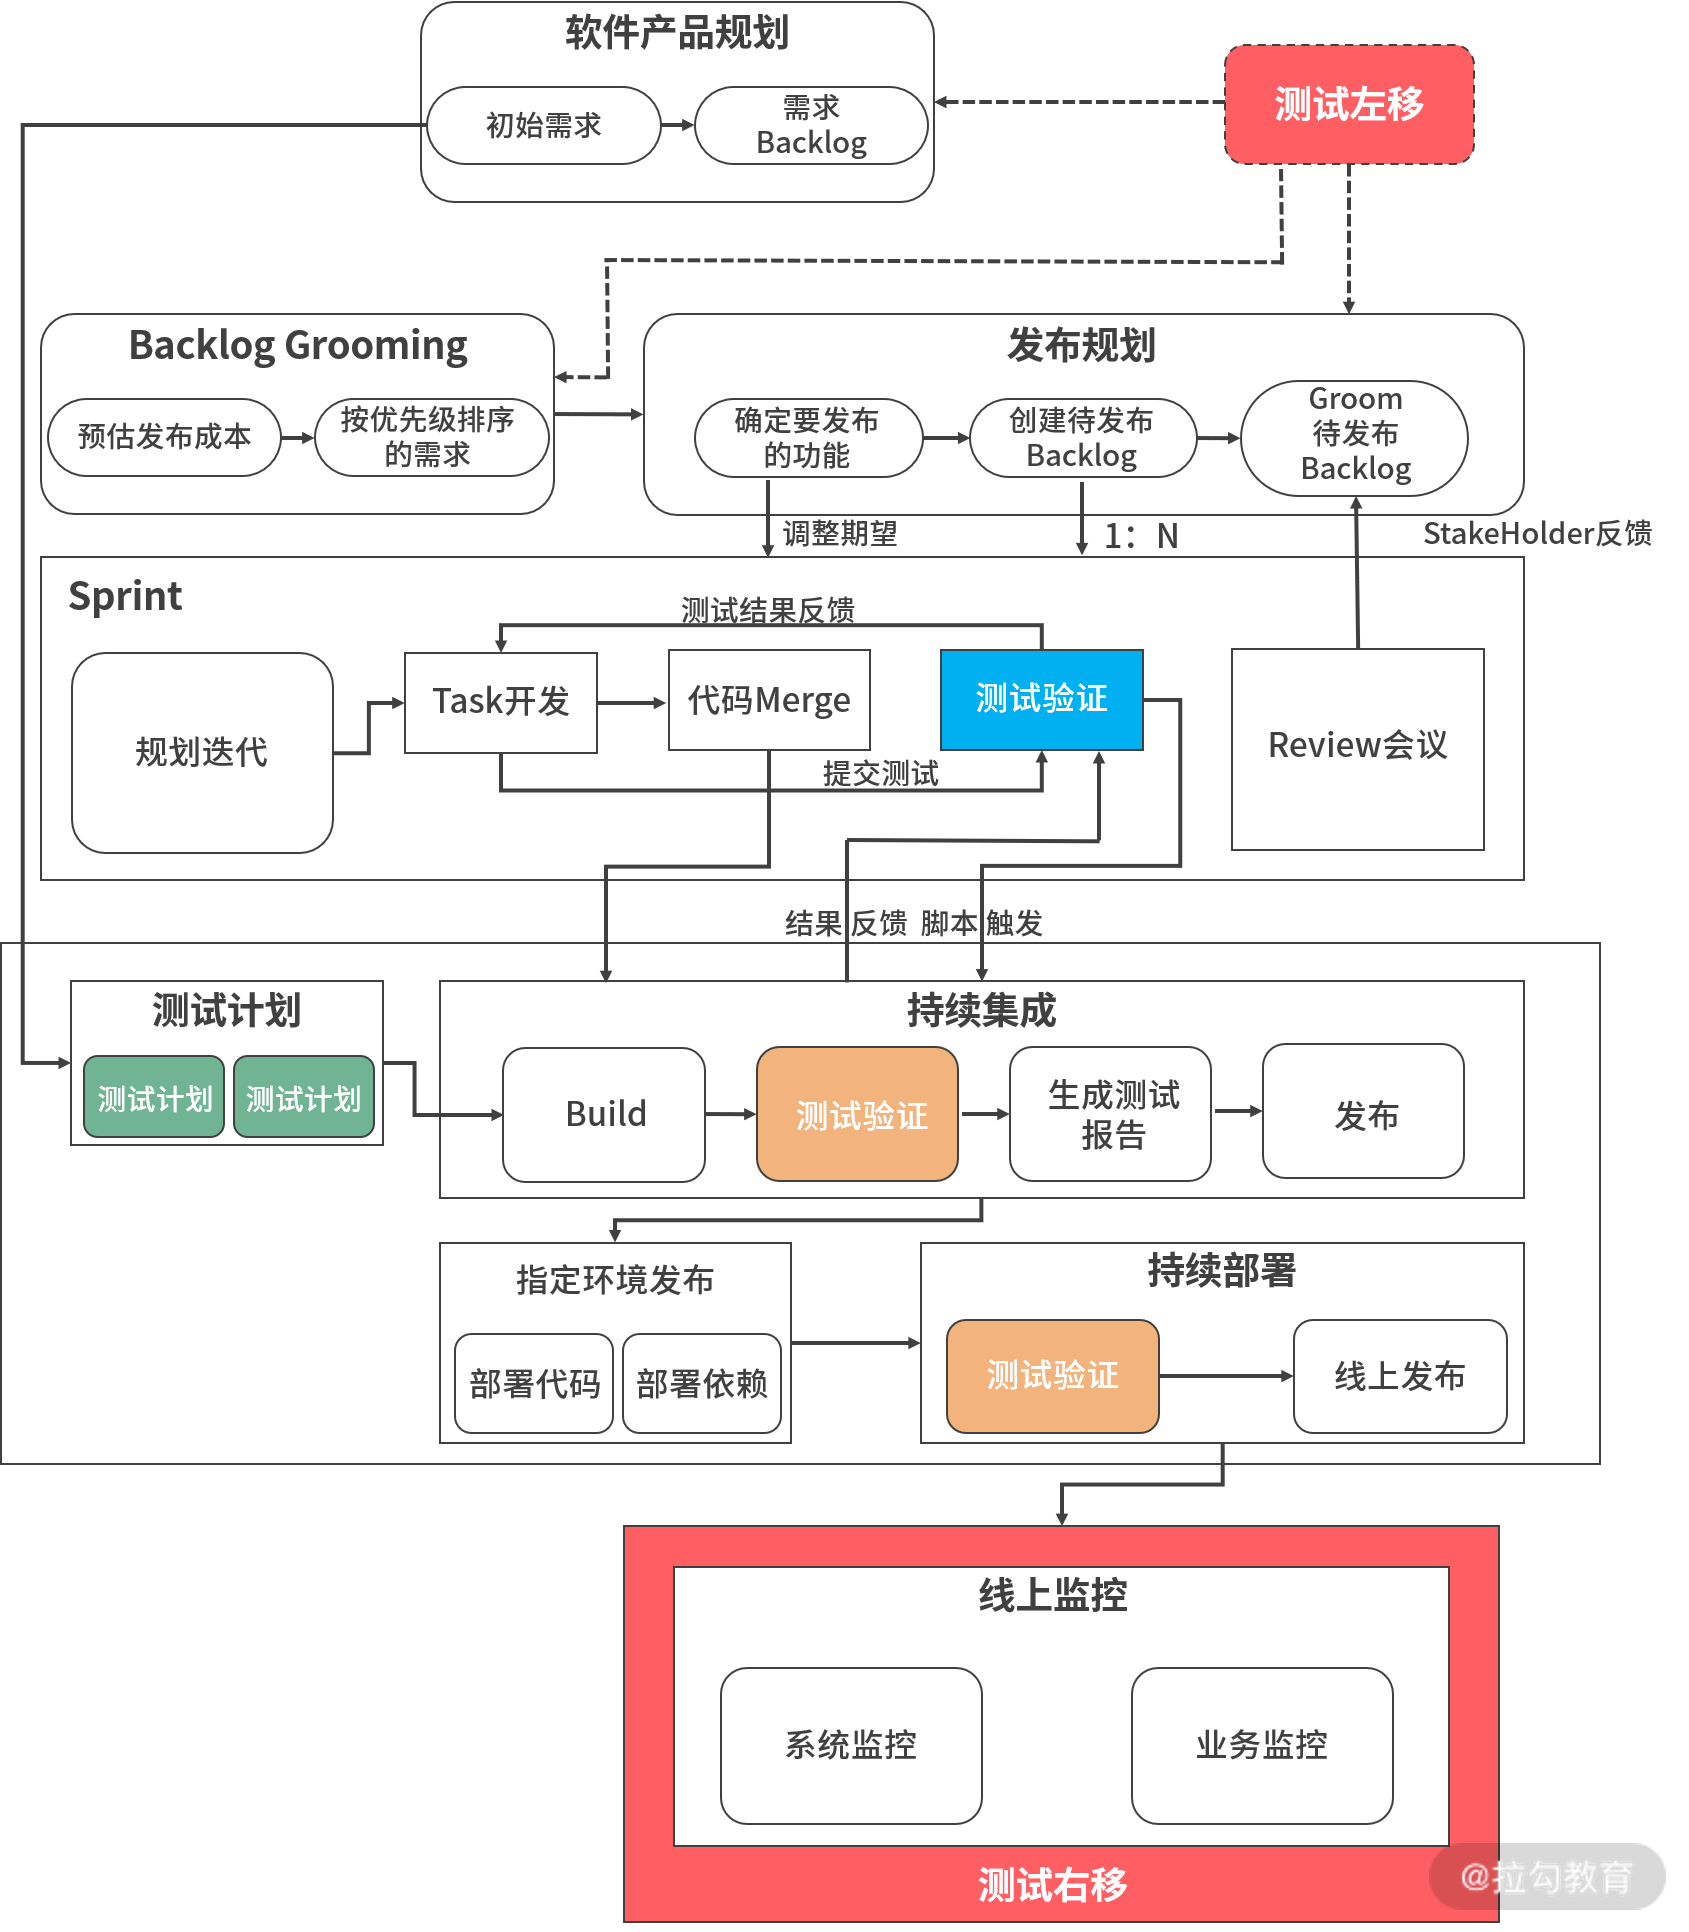 软件产品规划
测试左移
初始需求
需求
Backlog
Backlog Grooming
预估发布成本
按优先级排序
的需求
发布规划
确定要发布
的功能
创建待发布
Backlog
Groom
待发布
Backlog
调整期望
1：N
StakeHolder反馈
Sprint
测试结果反馈
规划迭代
Task开发
代码Merge
测试验证
Review会议
提交测试
结果 反馈 脚本 触发
测试计划
测试计划
测试计划
持续集成
Build
测试验证
生成测试
报告
发布
指定环境发布
部署代码
部署依赖
持续部署
测试验证
线上发布
线上监控
系统监控
业务监控
测试右移
@拉勾教育